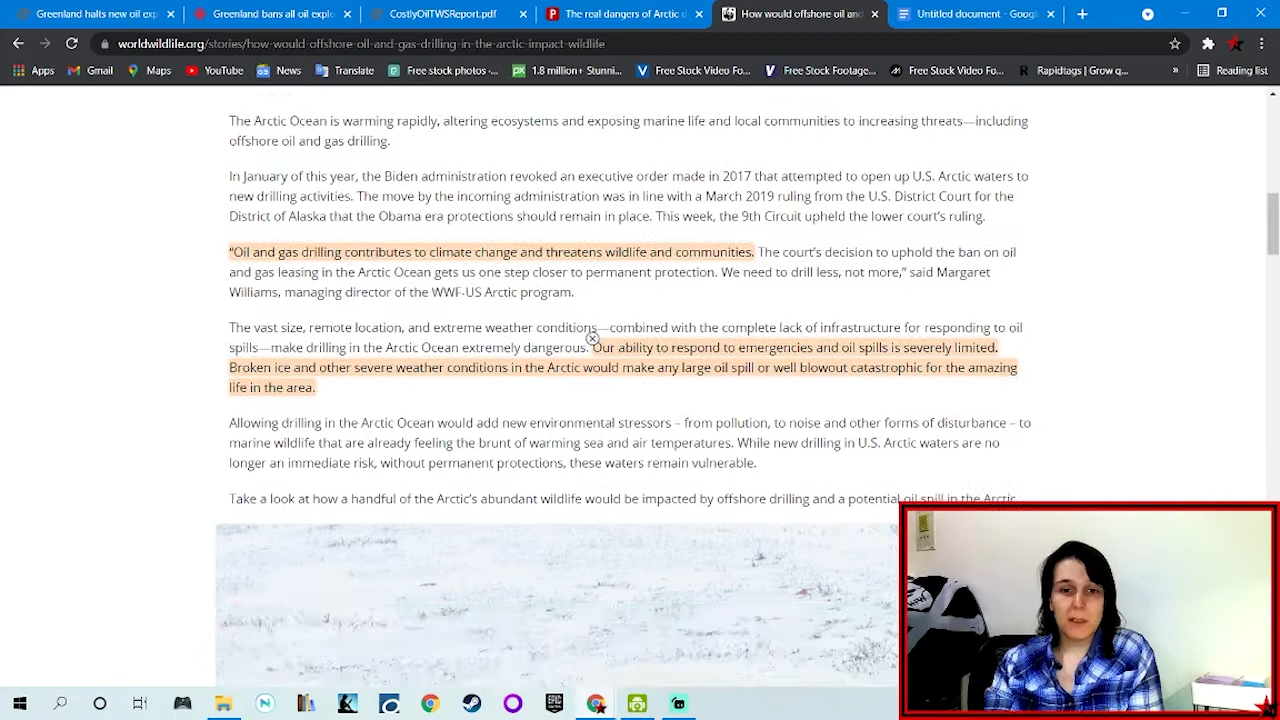 Greenland halts new oil exp
Greenland bans all oil explo
CostlyOilTWSReport.pdf
The real dangers of Arctic d
How would offshore oil and
Untitled document - Google
worldwildlife.org/stories/how-would-offshore-oil-and-gas-drilling-in-the-arctic-impact-wildlife
Apps
Gmail
Maps
YouTube
News
Translate
Free stock photos -...
1.8 million+ Stunni...
Free Stock Video Fo...
Free Stock Footage...
Free Stock Video Fo...
Rapidtags | Grow q...
»
Reading list
The Arctic Ocean is warming rapidly, altering ecosystems and exposing marine life and local communities to increasing threats—including
offshore oil and gas drilling.
In January of this year, the Biden administration revoked an executive order made in 2017 that attempted to open up U.S. Arctic waters to
new drilling activities. The move by the incoming administration was in line with a March 2019 ruling from the U.S. District Court for the
District of Alaska that the Obama era protections should remain in place. This week, the 9th Circuit upheld the lower court's ruling.
“Oil and gas drilling contributes to climate change and threatens wildlife and communities. The court's decision to uphold the ban on oil
and gas leasing in the Arctic Ocean gets us one step closer to permanent protection. We need to drill less, not more,” said Margaret
Williams, managing director of the WWF-US Arctic program.
The vast size, remote location, and extreme weather conditions—combined with the complete lack of infrastructure for responding to oil
spills—make drilling in the Arctic Ocean extremely dangerous. Our ability to respond to emergencies and oil spills is severely limited.
Broken ice and other severe weather conditions in the Arctic would make any large oil spill or well blowout catastrophic for the amazing
life in the area.
Allowing drilling in the Arctic Ocean would add new environmental stressors – from pollution, to noise and other forms of disturbance – to
marine wildlife that are already feeling the brunt of warming sea and air temperatures. While new drilling in U.S. Arctic waters are no
longer an immediate risk, without permanent protections, these waters remain vulnerable.
Take a look at how a handful of the Arctic's abundant wildlife would be impacted by offshore drilling and a potential oil spill in the Arctic.